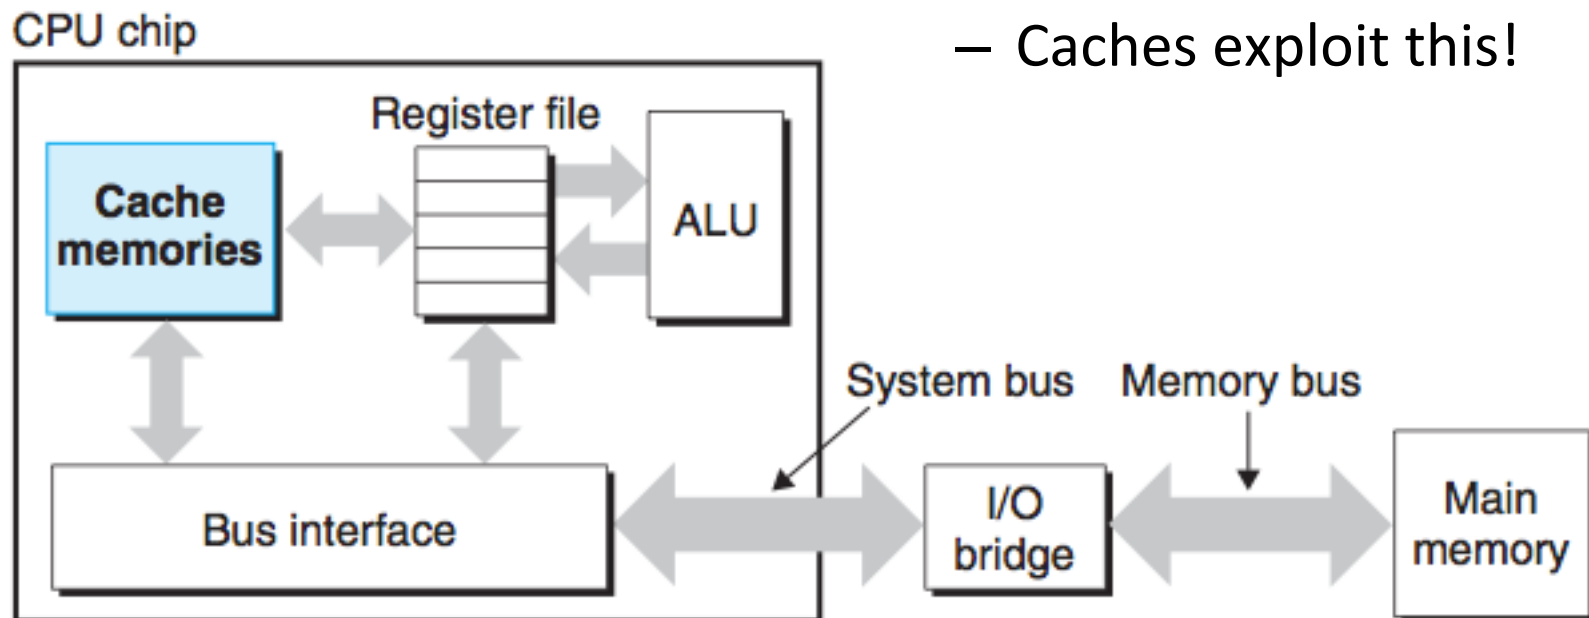 CPU chip
– Caches exploit this!
Register file
Cache
memories
ALU
System bus
Memory bus
Bus interface
I/O
bridge
Main
memory